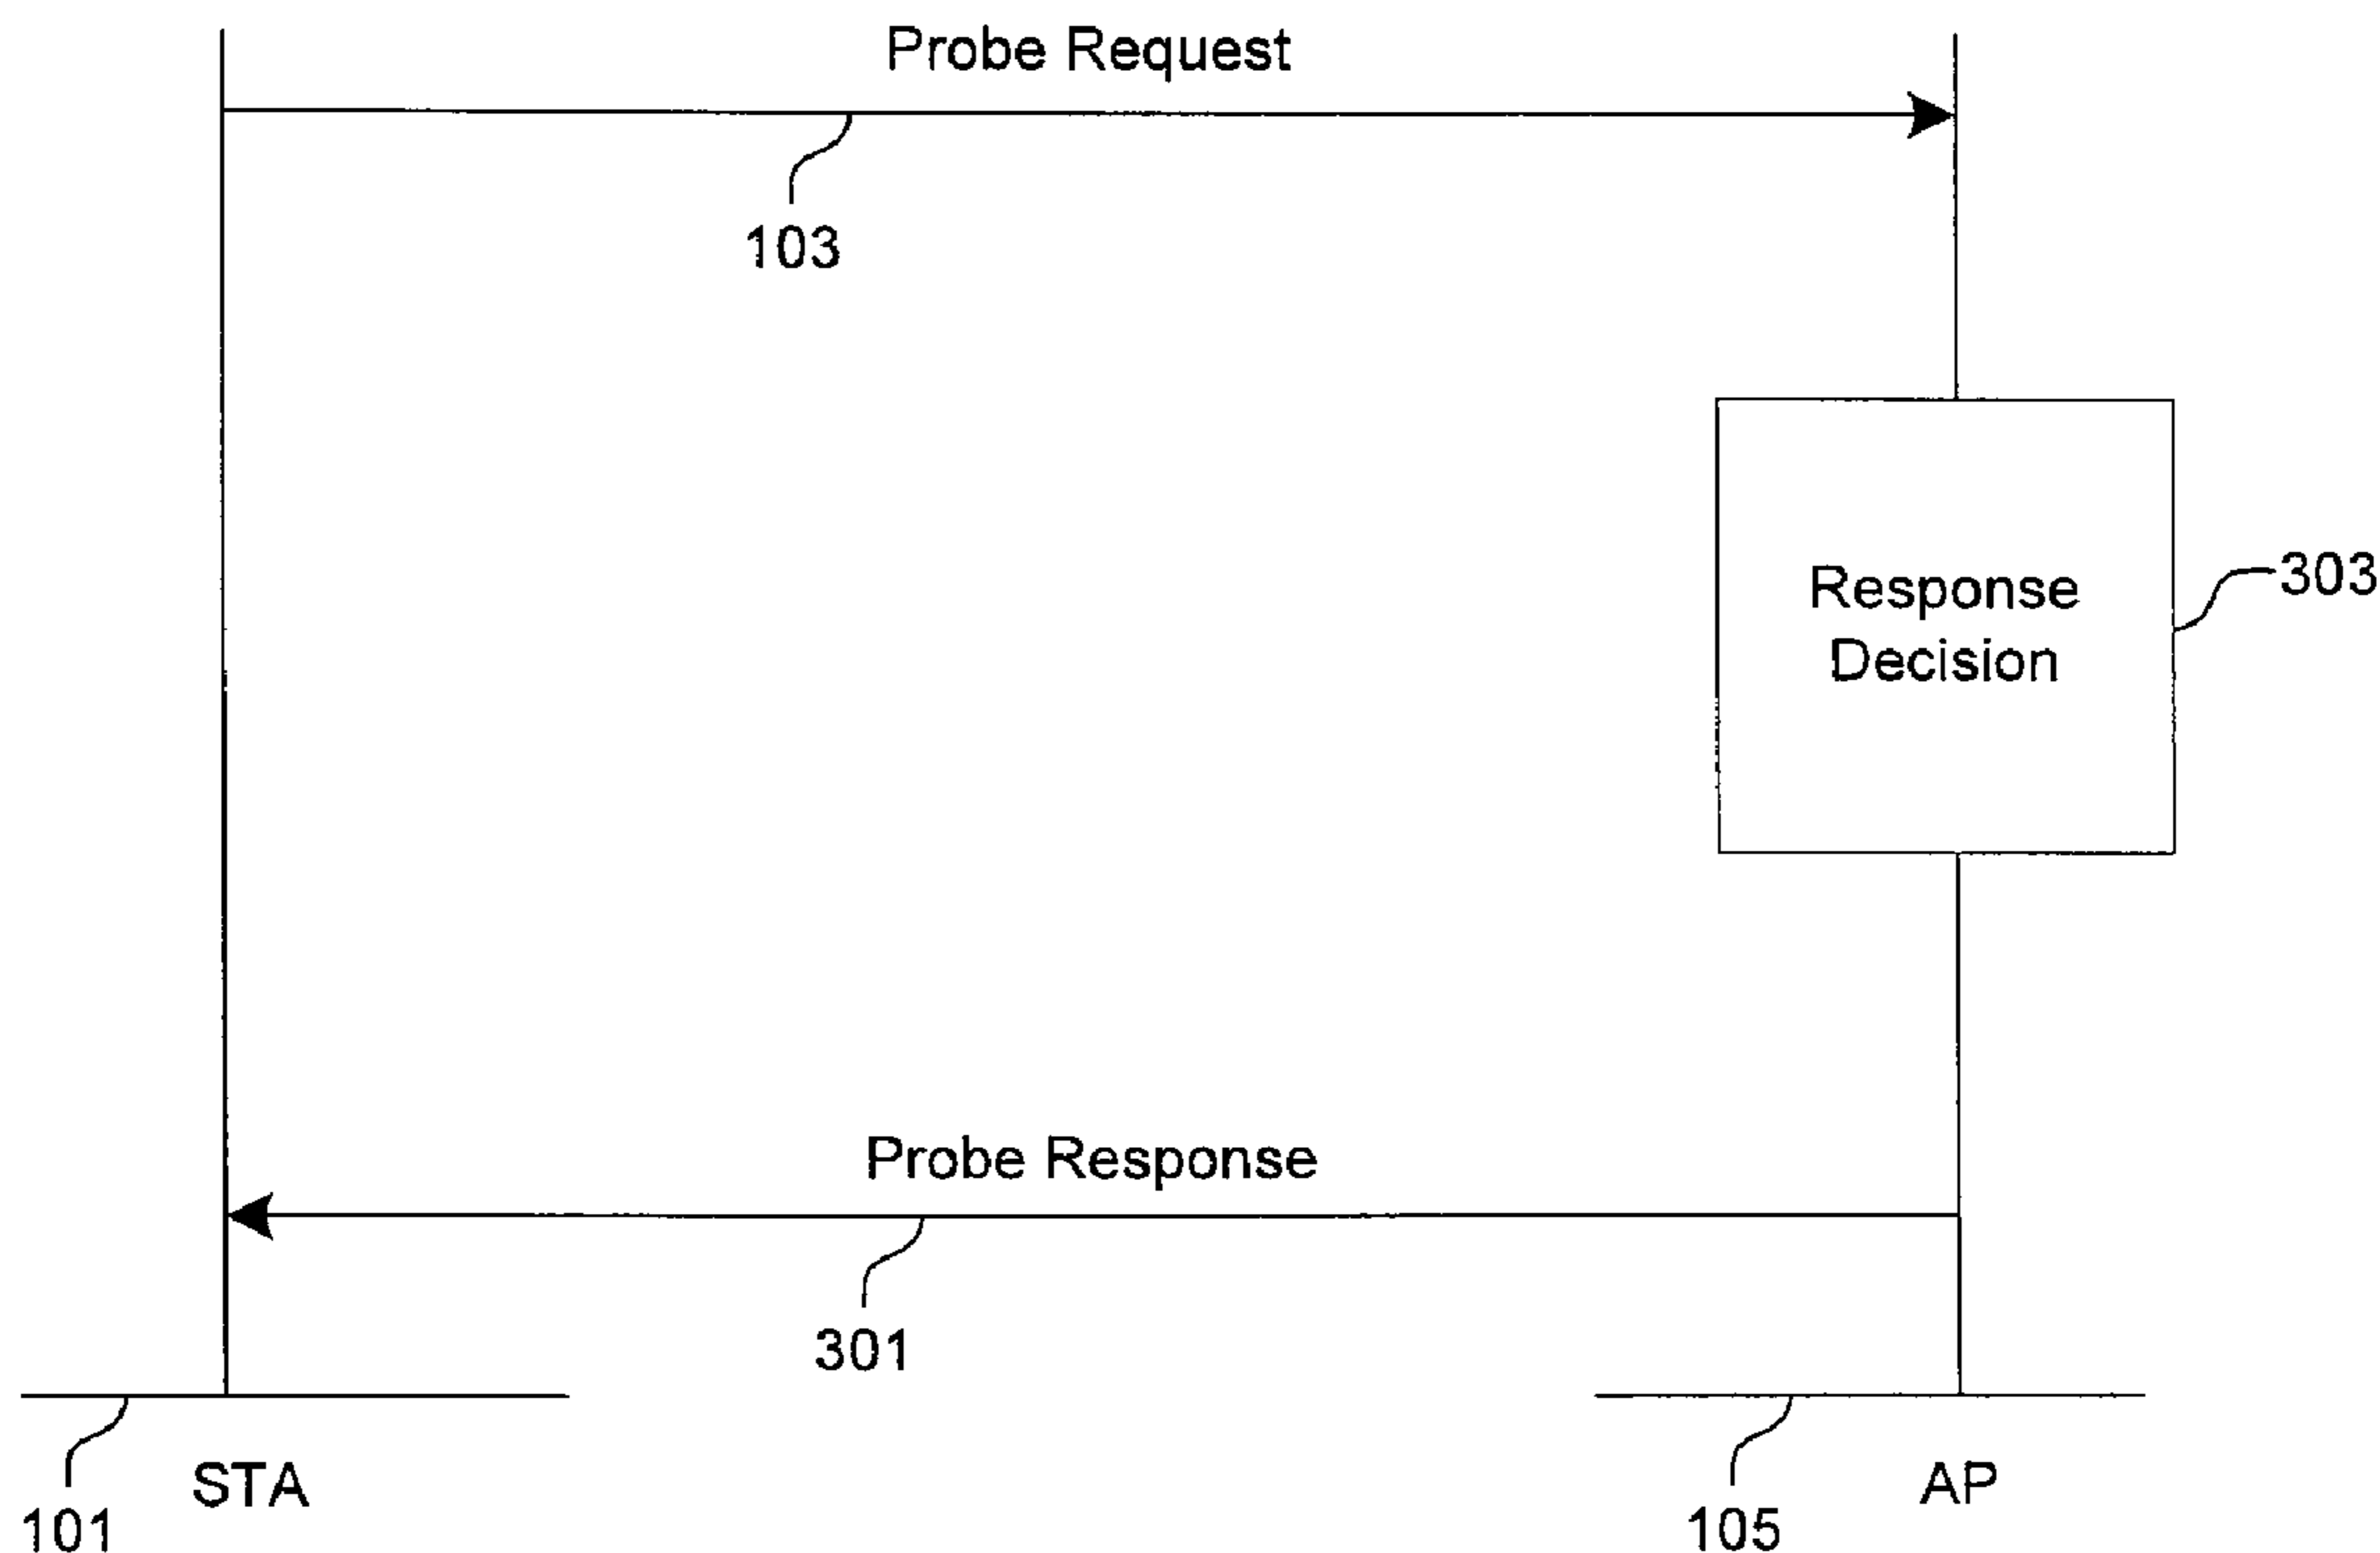 Probe Request
103
Response
Decision
303
Probe Response
301
STA
101
AP
105